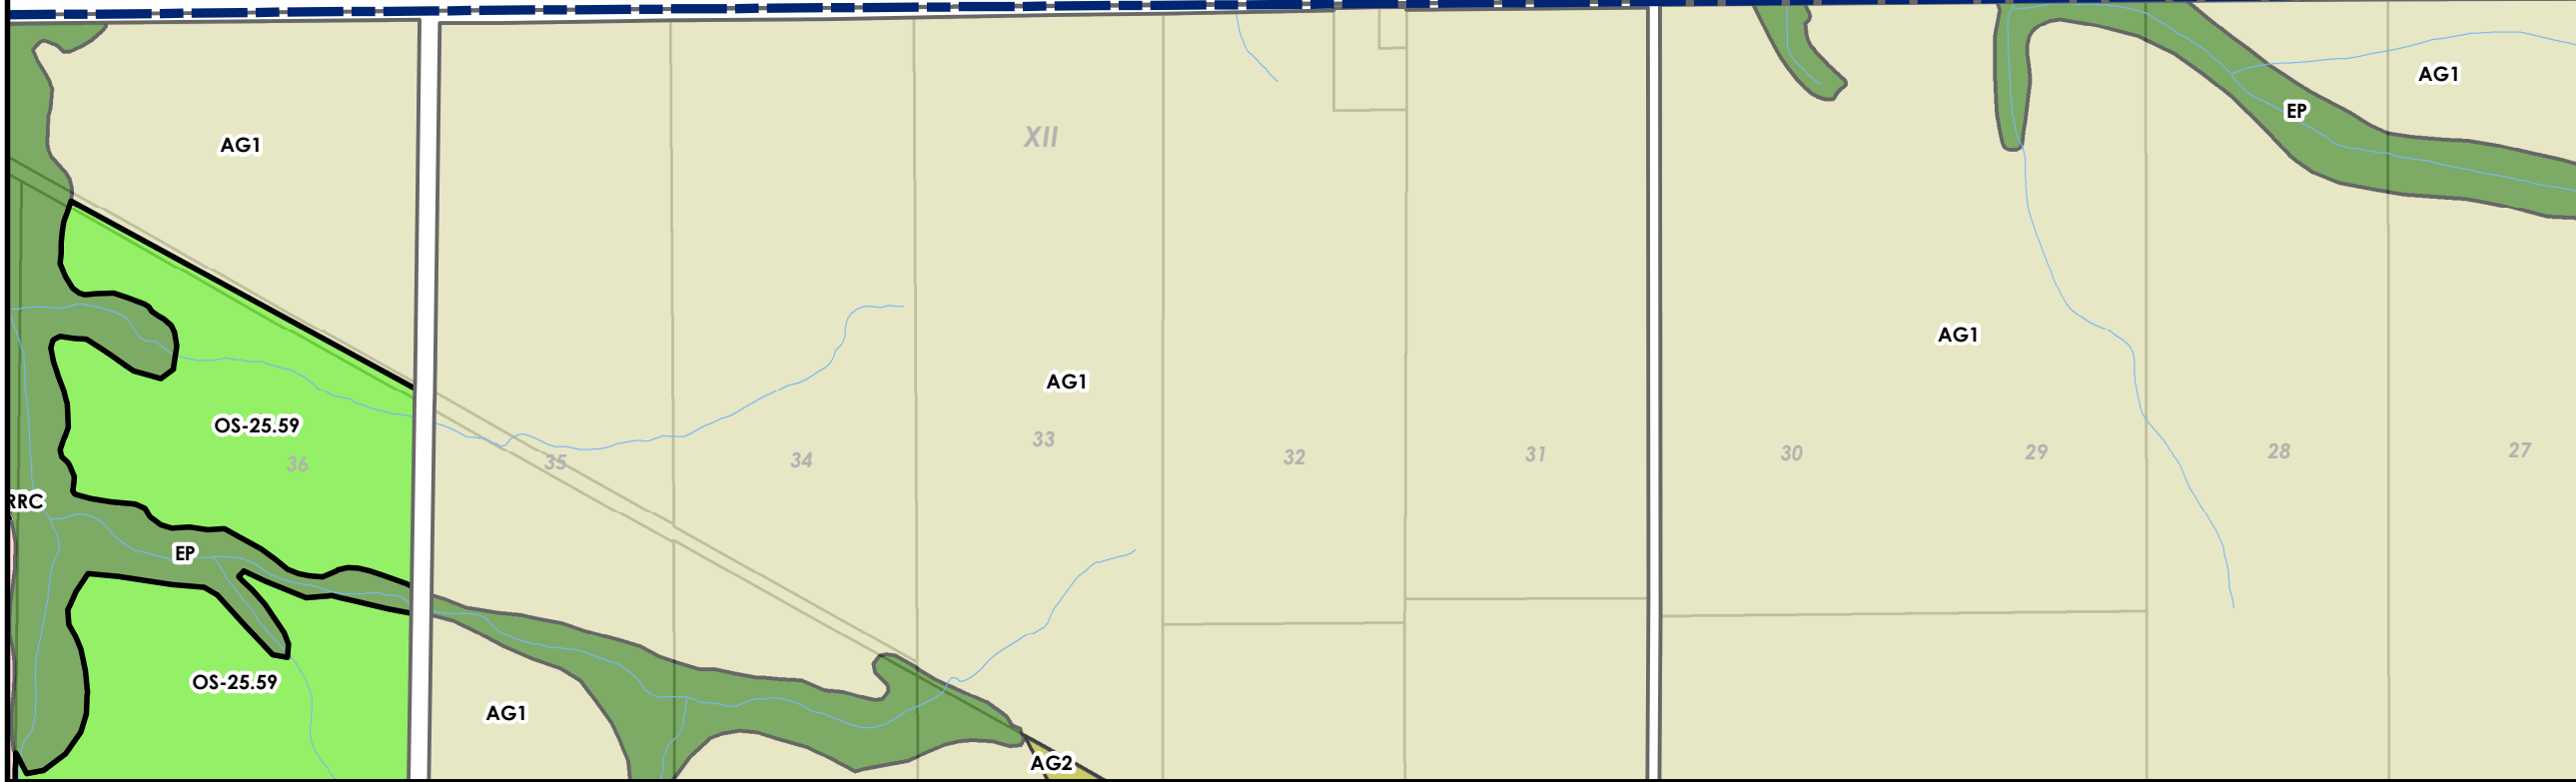 AG1
EP
XII
AG1
AG1
AG1
OS-25.59
33
36
35
34
32
31
30
29
28
27
RRC
EP
OS-25.59
AG1
AG2